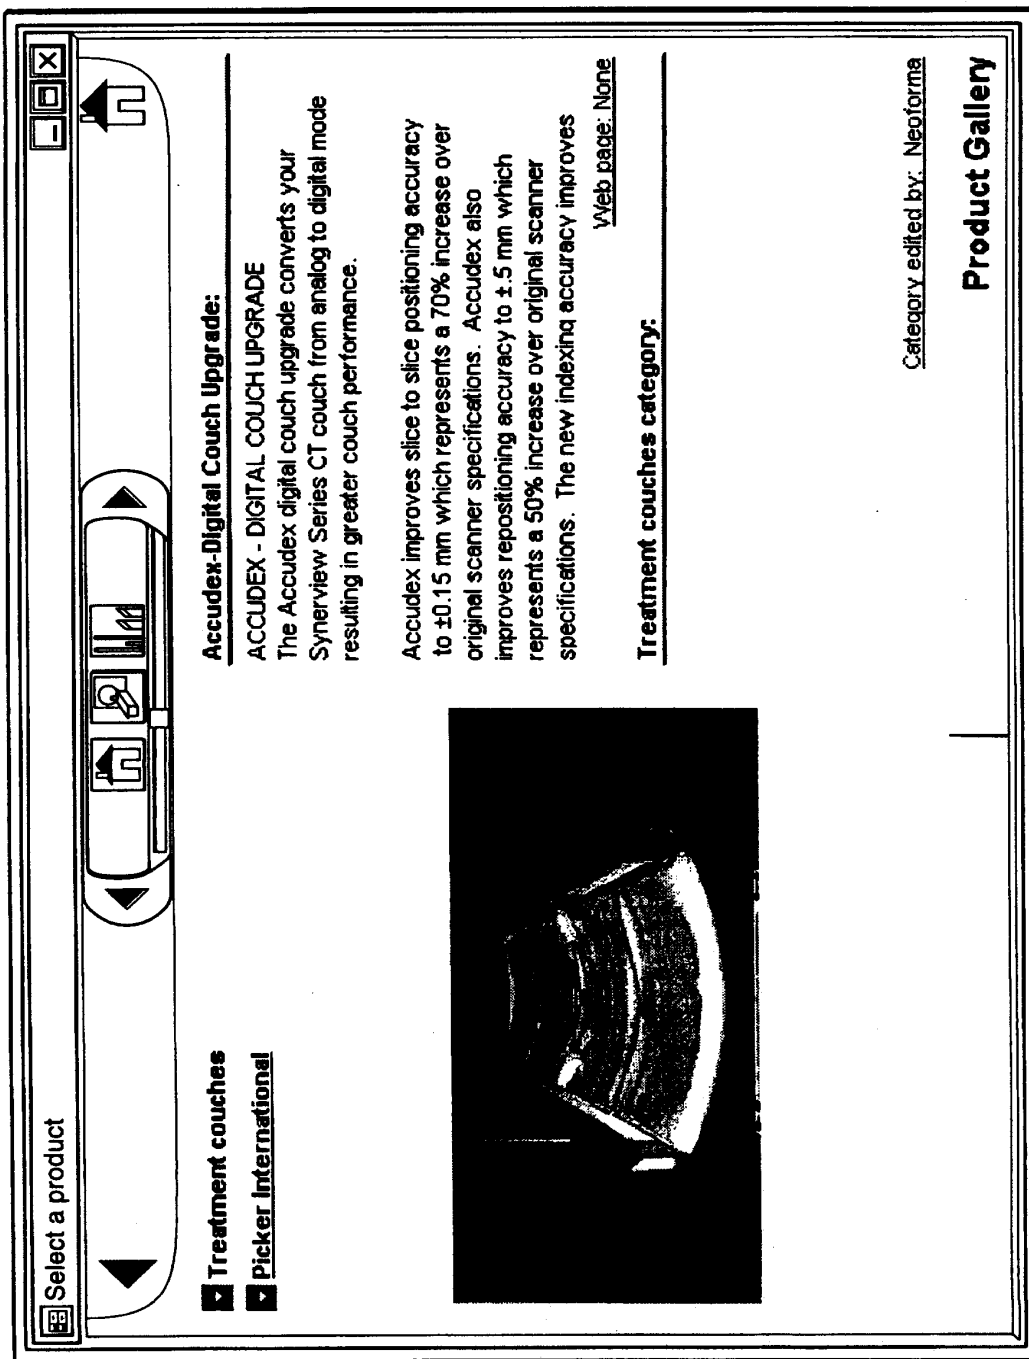 Select a product
Treatment couches
Picker International
Accudex-Digital Couch Upgrade:
ACCUDEX - DIGITAL COUCH UPGRADE
The Accudex digital couch upgrade converts your
Synerview Series CT couch from analog to digital mode
resulting in greater couch performance.
Accudex improves slice to slice positioning accuracy
to ±0.15 mm which represents a 70% increase over
original scanner specifications. Accudex also
improves repositioning accuracy to ±.5 mm which
represents a 50% increase over original scanner
specifications. The new indexing accuracy improves
Web page: None
Treatment couches category:
Category edited by: Neoforma
Product Gallery